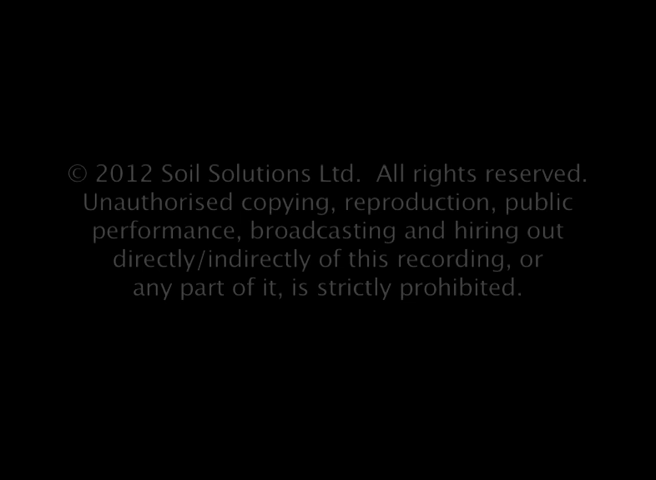 © 2012 Soil Solutions Ltd.  All rights reserved.
Unauthorised copying, reproduction, public
performance, broadcasting and hiring out
directly/indirectly of this recording, or
any part of it, is strictly prohibited.